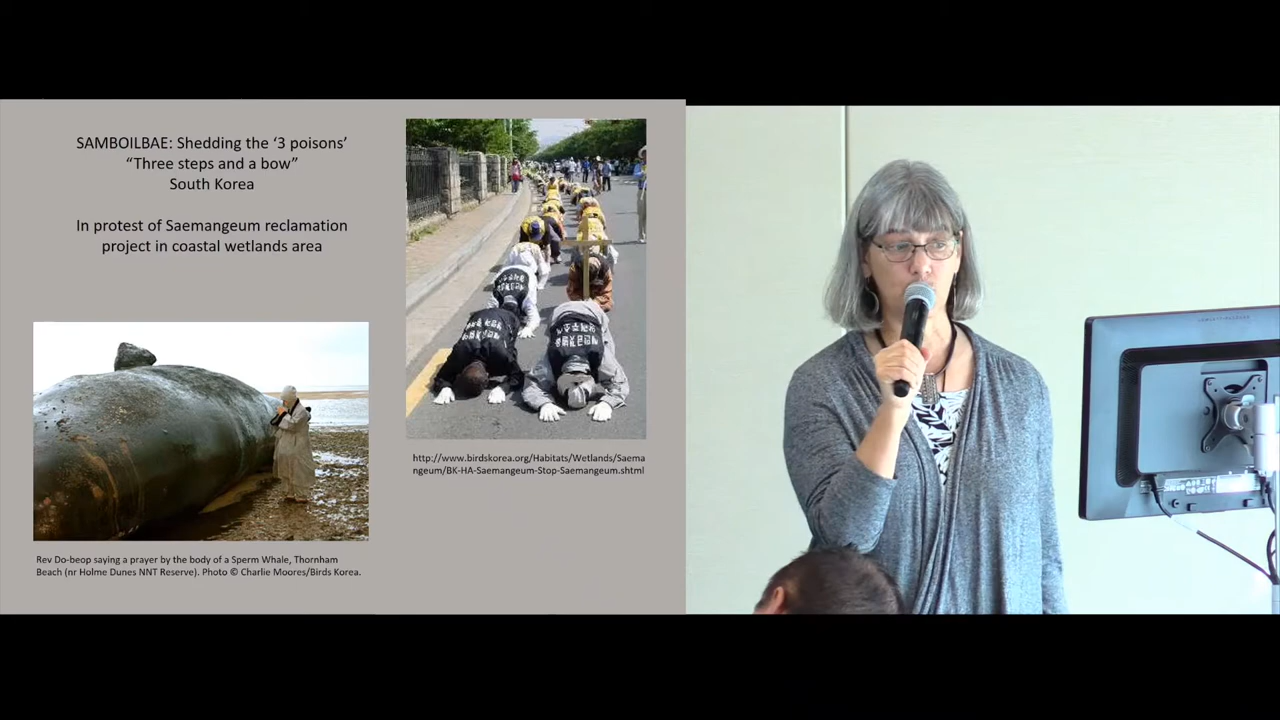 SAMBOILBAE: Shedding the ‘3 poisons’
“Three steps and a bow”
South Korea
In protest of Saemangeum reclamation
project in coastal wetlands area
http://www.birdskorea.org/Habitats/Wetlands/Saema
ngeum/BK-HA-Saemangeum-Stop-Saemangeum.shtml
Rev Do-beop saying a prayer by the body of a Sperm Whale, Thornham
Beach (nr Holme Dunes NNT Reserve). Photo © Charlie Moores/Birds Korea.